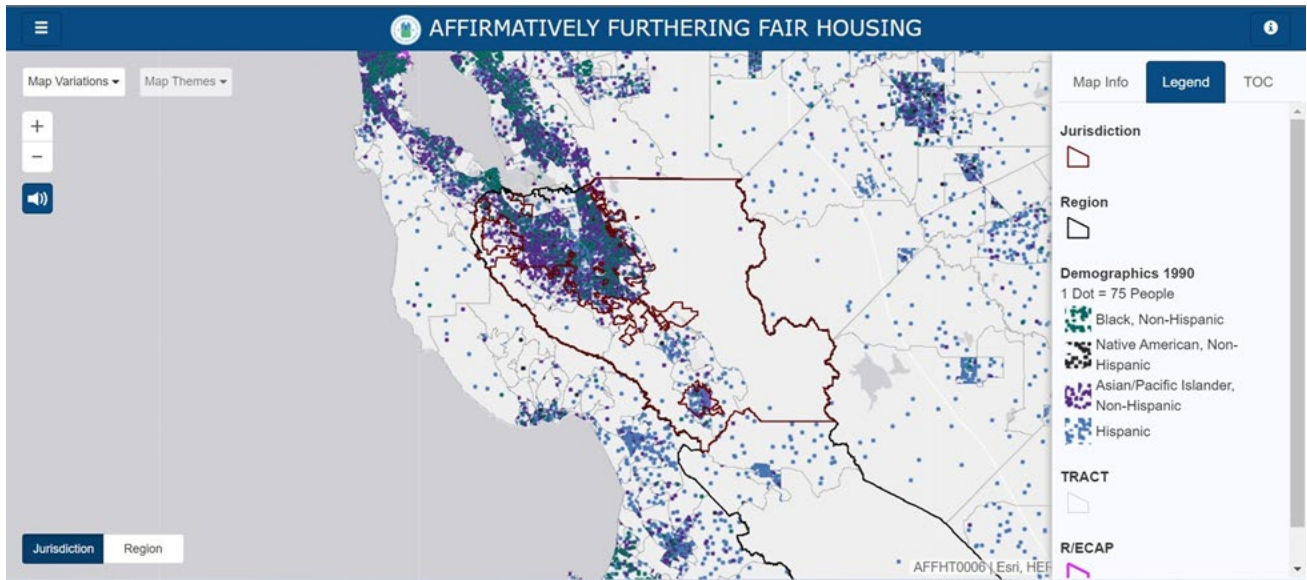 AFFIRMATIVELY FURTHERING FAIR HOUSING
Map Variations
Map Themes
+
−
Jurisdiction
Region
AFFHT0006 | Esri, HER
Map Info
Legend
TOC
Jurisdiction
Region
Demographics 1990
1 Dot = 75 People
Black, Non-Hispanic
Native American, Non-
Hispanic
Asian/Pacific Islander,
Non-Hispanic
Hispanic
TRACT
R/ECAP